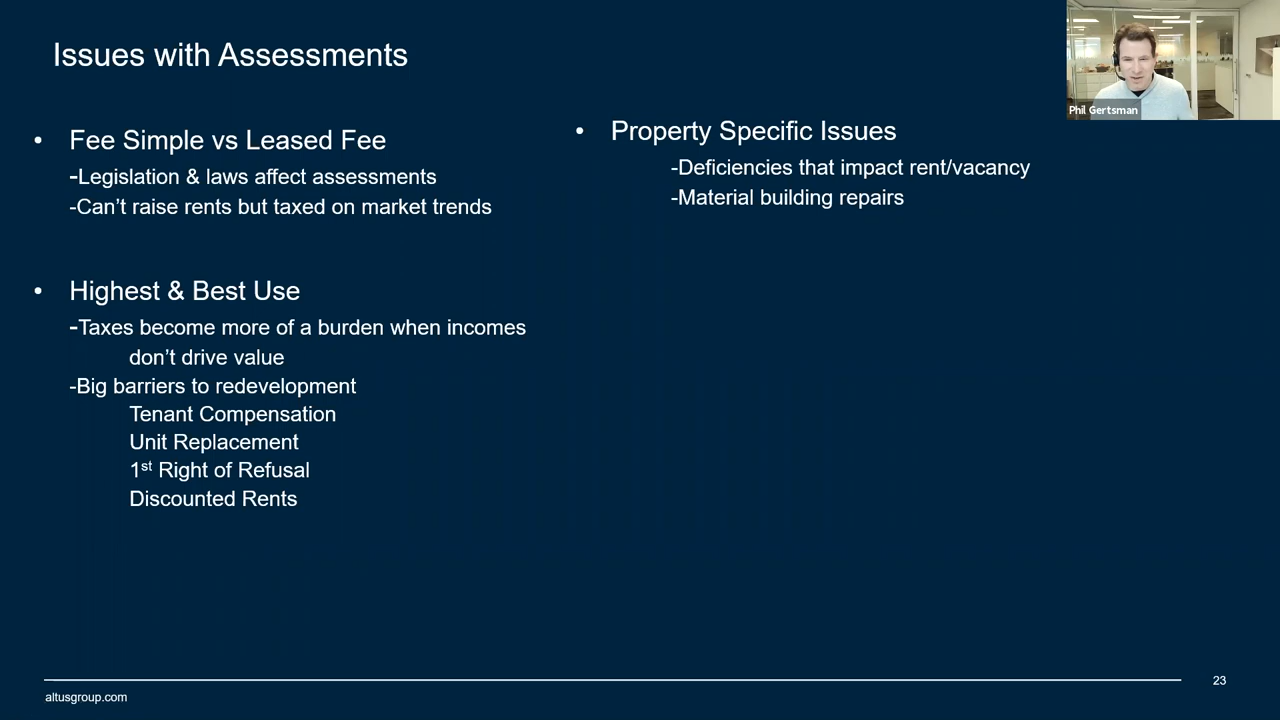 Issues with Assessments
Phil Gertsman
• Fee Simple vs Leased Fee
-Legislation & laws affect assessments
-Can’t raise rents but taxed on market trends
• Highest & Best Use
-Taxes become more of a burden when incomes
don’t drive value
-Big barriers to redevelopment
Tenant Compensation
Unit Replacement
1st Right of Refusal
Discounted Rents
• Property Specific Issues
-Deficiencies that impact rent/vacancy
-Material building repairs
altusgroup.com
23